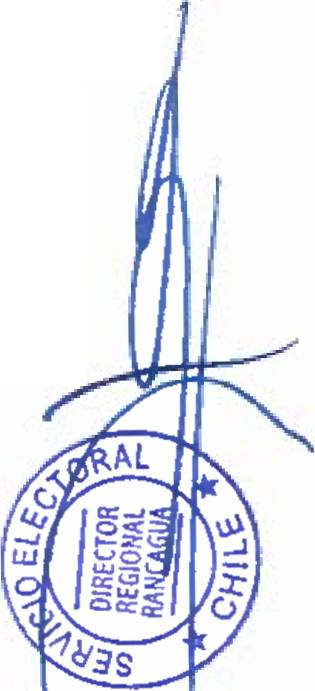 SERVICIO ELECTORAL
★ CHILE ★
DIRECTOR
REGIONAL
RANCAGUA